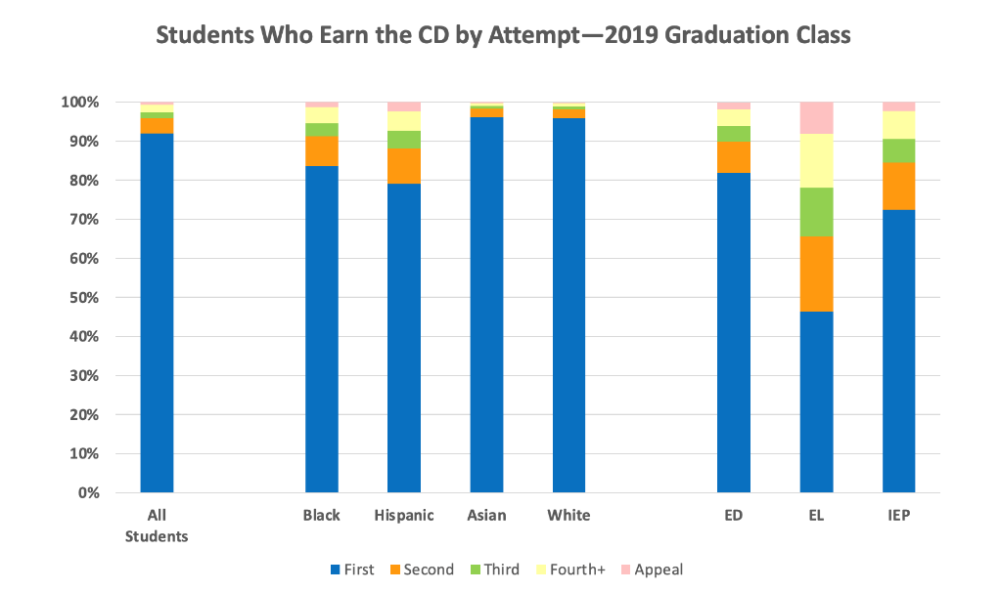 Students Who Earn the CD by Attempt—2019 Graduation Class
100%
90%
80%
70%
60%
50%
40%
30%
20%
10%
0%
All Students
Black
Hispanic
Asian
White
ED
EL
IEP
First
Second
Third
Fourth+
Appeal